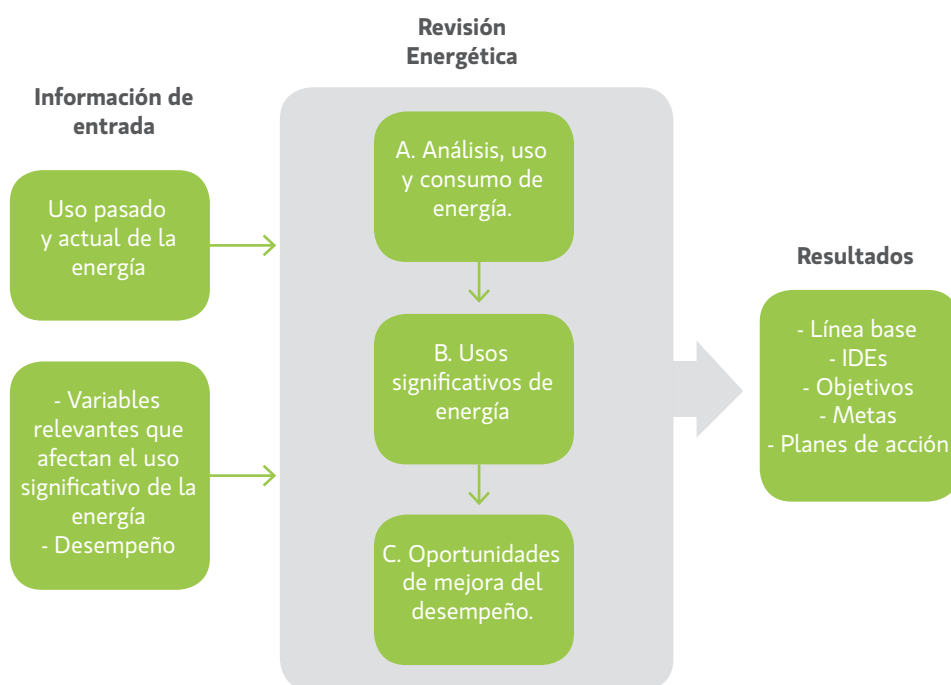 Revisión
Energética
Información de
entrada
Uso pasado
y actual de la
energía
- Variables
relevantes que
afectan el uso
significativo de la
energía
- Desempeño
A. Análisis, uso
y consumo de
energía.
B. Usos
significativos de
energía
C. Oportunidades
de mejora del
desempeño.
Resultados
- Línea base
- IDEs
- Objetivos
- Metas
- Planes de acción